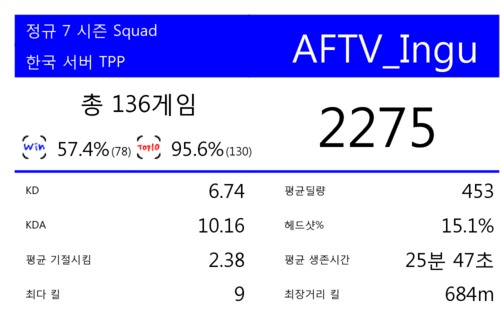 정규 7 시즌 Squad
한국 서버 TPP
AFTV_Ingu
총 136게임
2275
Win 57.4%(78) TOP10 95.6%(130)
KD 6.74
평균딜량 453
KDA 10.16
헤드샷% 15.1%
평균 기절시킴 2.38
평균 생존시간 25분 47초
최다 킬 9
최장거리 킬 684m